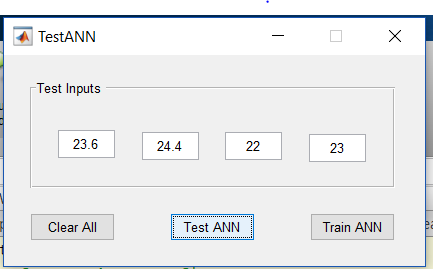 TestANN
Test Inputs
23.6 24.4 22 23
Clear All Test ANN Train ANN